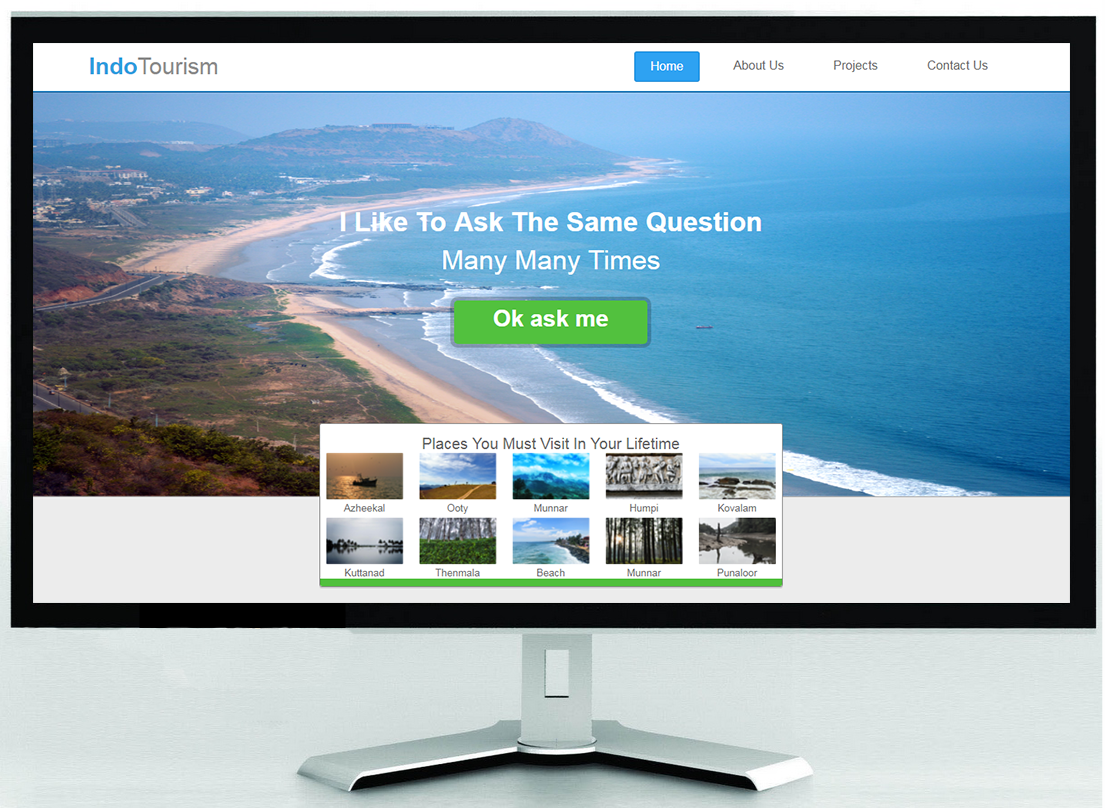 IndoTourism
Home About Us Projects Contact Us
I Like To Ask The Same Question
Many Many Times
Ok ask me
Places You Must Visit In Your Lifetime
Azheekal Ooty Munnar Humpi Kovalam
Kuttanad Thenmala Beach Munnar Punaloor